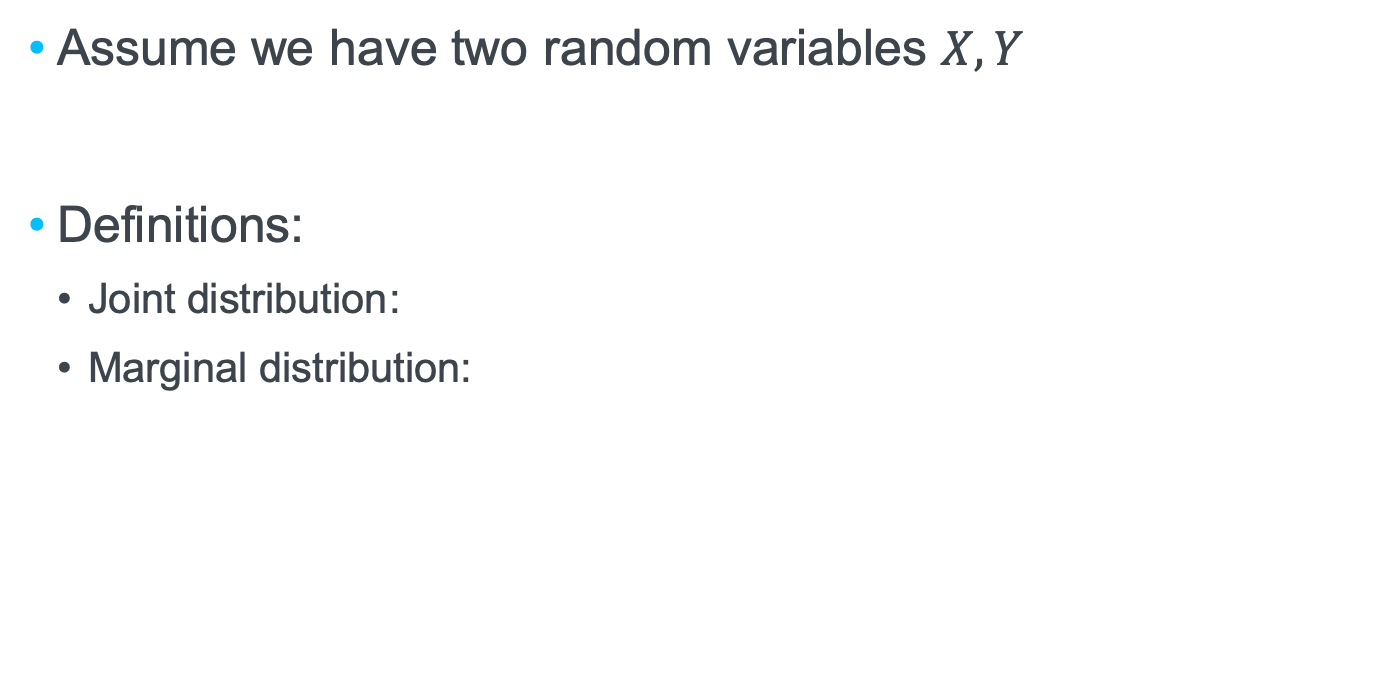 • Assume we have two random variables 𝑋, 𝑌
• Definitions:
• Joint distribution:
• Marginal distribution: